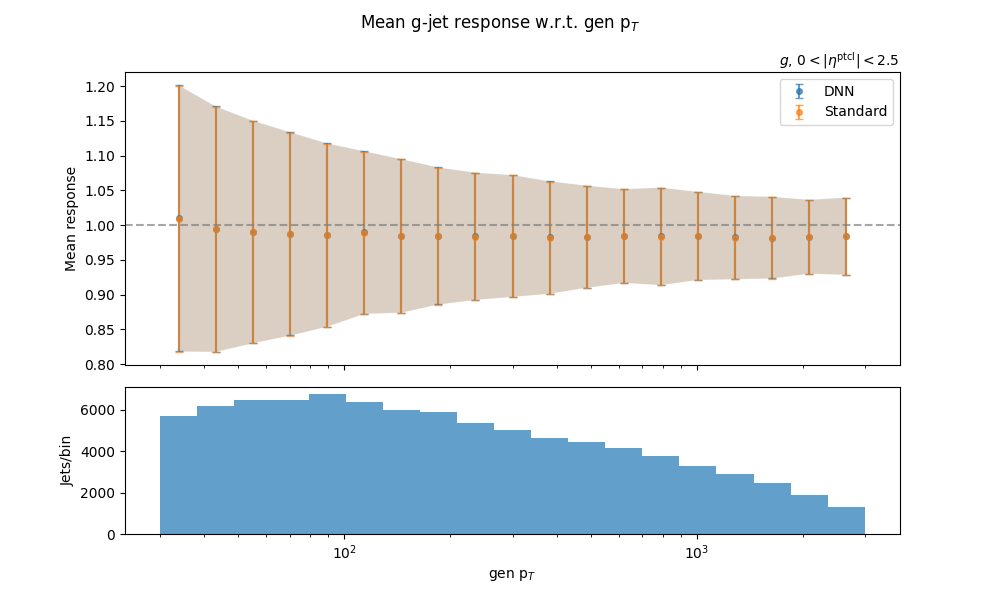 Mean g-jet response w.r.t. gen p_T
g, 0 < |η^ptcl| < 2.5
DNN
Standard
Mean response
1.20
1.15
1.10
1.05
1.00
0.95
0.90
0.85
0.80
Jets/bin
6000
4000
2000
0
10^2
10^3
gen p_T